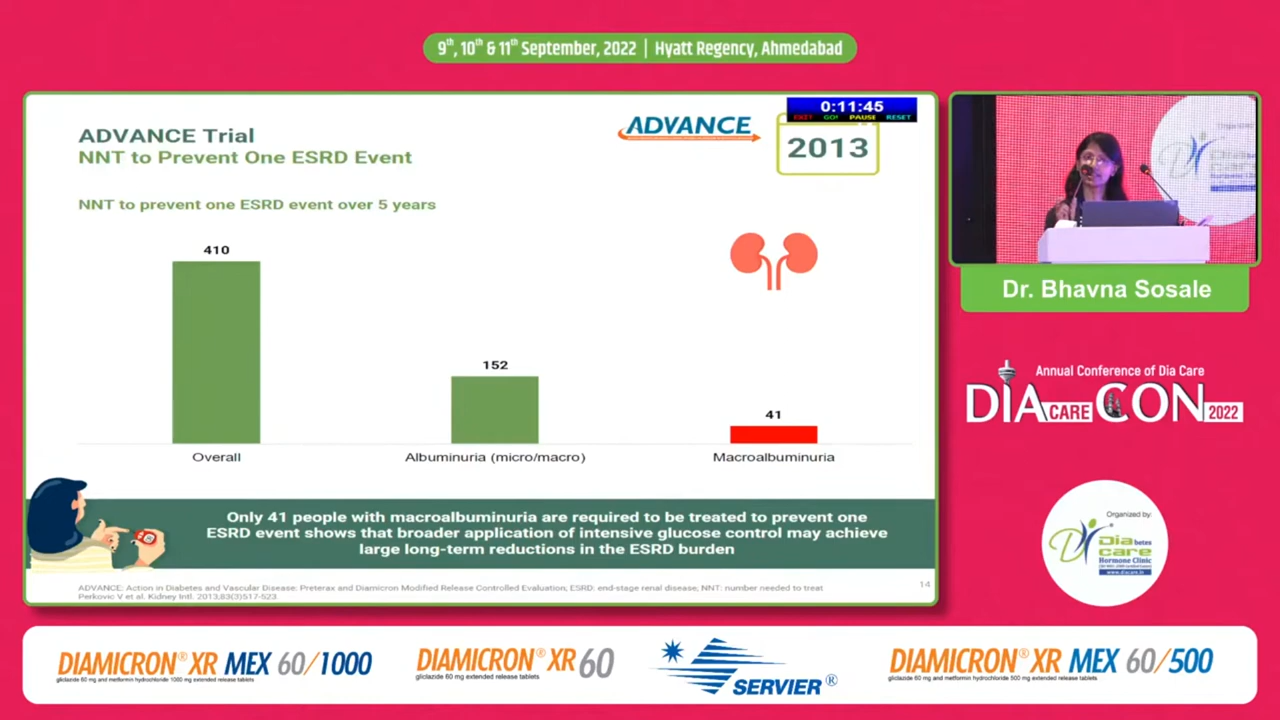 9th, 10th & 11th September, 2022 | Hyatt Regency, Ahmedabad
ADVANCE Trial
NNT to Prevent One ESRD Event
ADVANCE
0:11:45
EXIT GO! PAUSE RESET
2013
NNT to prevent one ESRD event over 5 years
410
152
41
Overall
Albuminuria (micro/macro)
Macroalbuminuria
Only 41 people with macroalbuminuria are required to be treated to prevent one
ESRD event shows that broader application of intensive glucose control may achieve
large long-term reductions in the ESRD burden
ADVANCE: Action in Diabetes and Vascular Disease: Preterax and Diamicron Modified Release Controlled Evaluation; ESRD: end-stage renal disease; NNT: number needed to treat
Perkovic V et al. Kidney Intl. 2013;83(3)517-523
14
Dr. Bhavna Sosale
Annual Conference of Dia Care
DIA CARE CON 2022
Organized by:
Diabetes
care
Hormone Clinic
www.diacare.in
DIAMICRON® XR MEX 60/1000
gliclazide 60 mg and metformin hydrochloride 1000 mg extended release tablets
DIAMICRON® XR 60
gliclazide 60 mg extended release tablets
SERVIER®
DIAMICRON® XR MEX 60/500
gliclazide 60 mg and metformin hydrochloride 500 mg extended release tablets